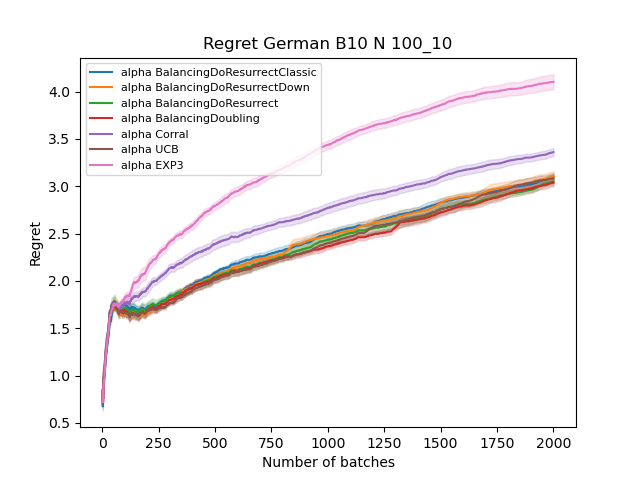 Regret German B10 N 100_10
alpha BalancingDoResurrectClassic
alpha BalancingDoResurrectDown
alpha BalancingDoResurrect
alpha BalancingDoubling
alpha Corral
alpha UCB
alpha EXP3
4.0
3.5
3.0
2.5
2.0
1.5
1.0
0.5
Regret
0 250 500 750 1000 1250 1500 1750 2000
Number of batches